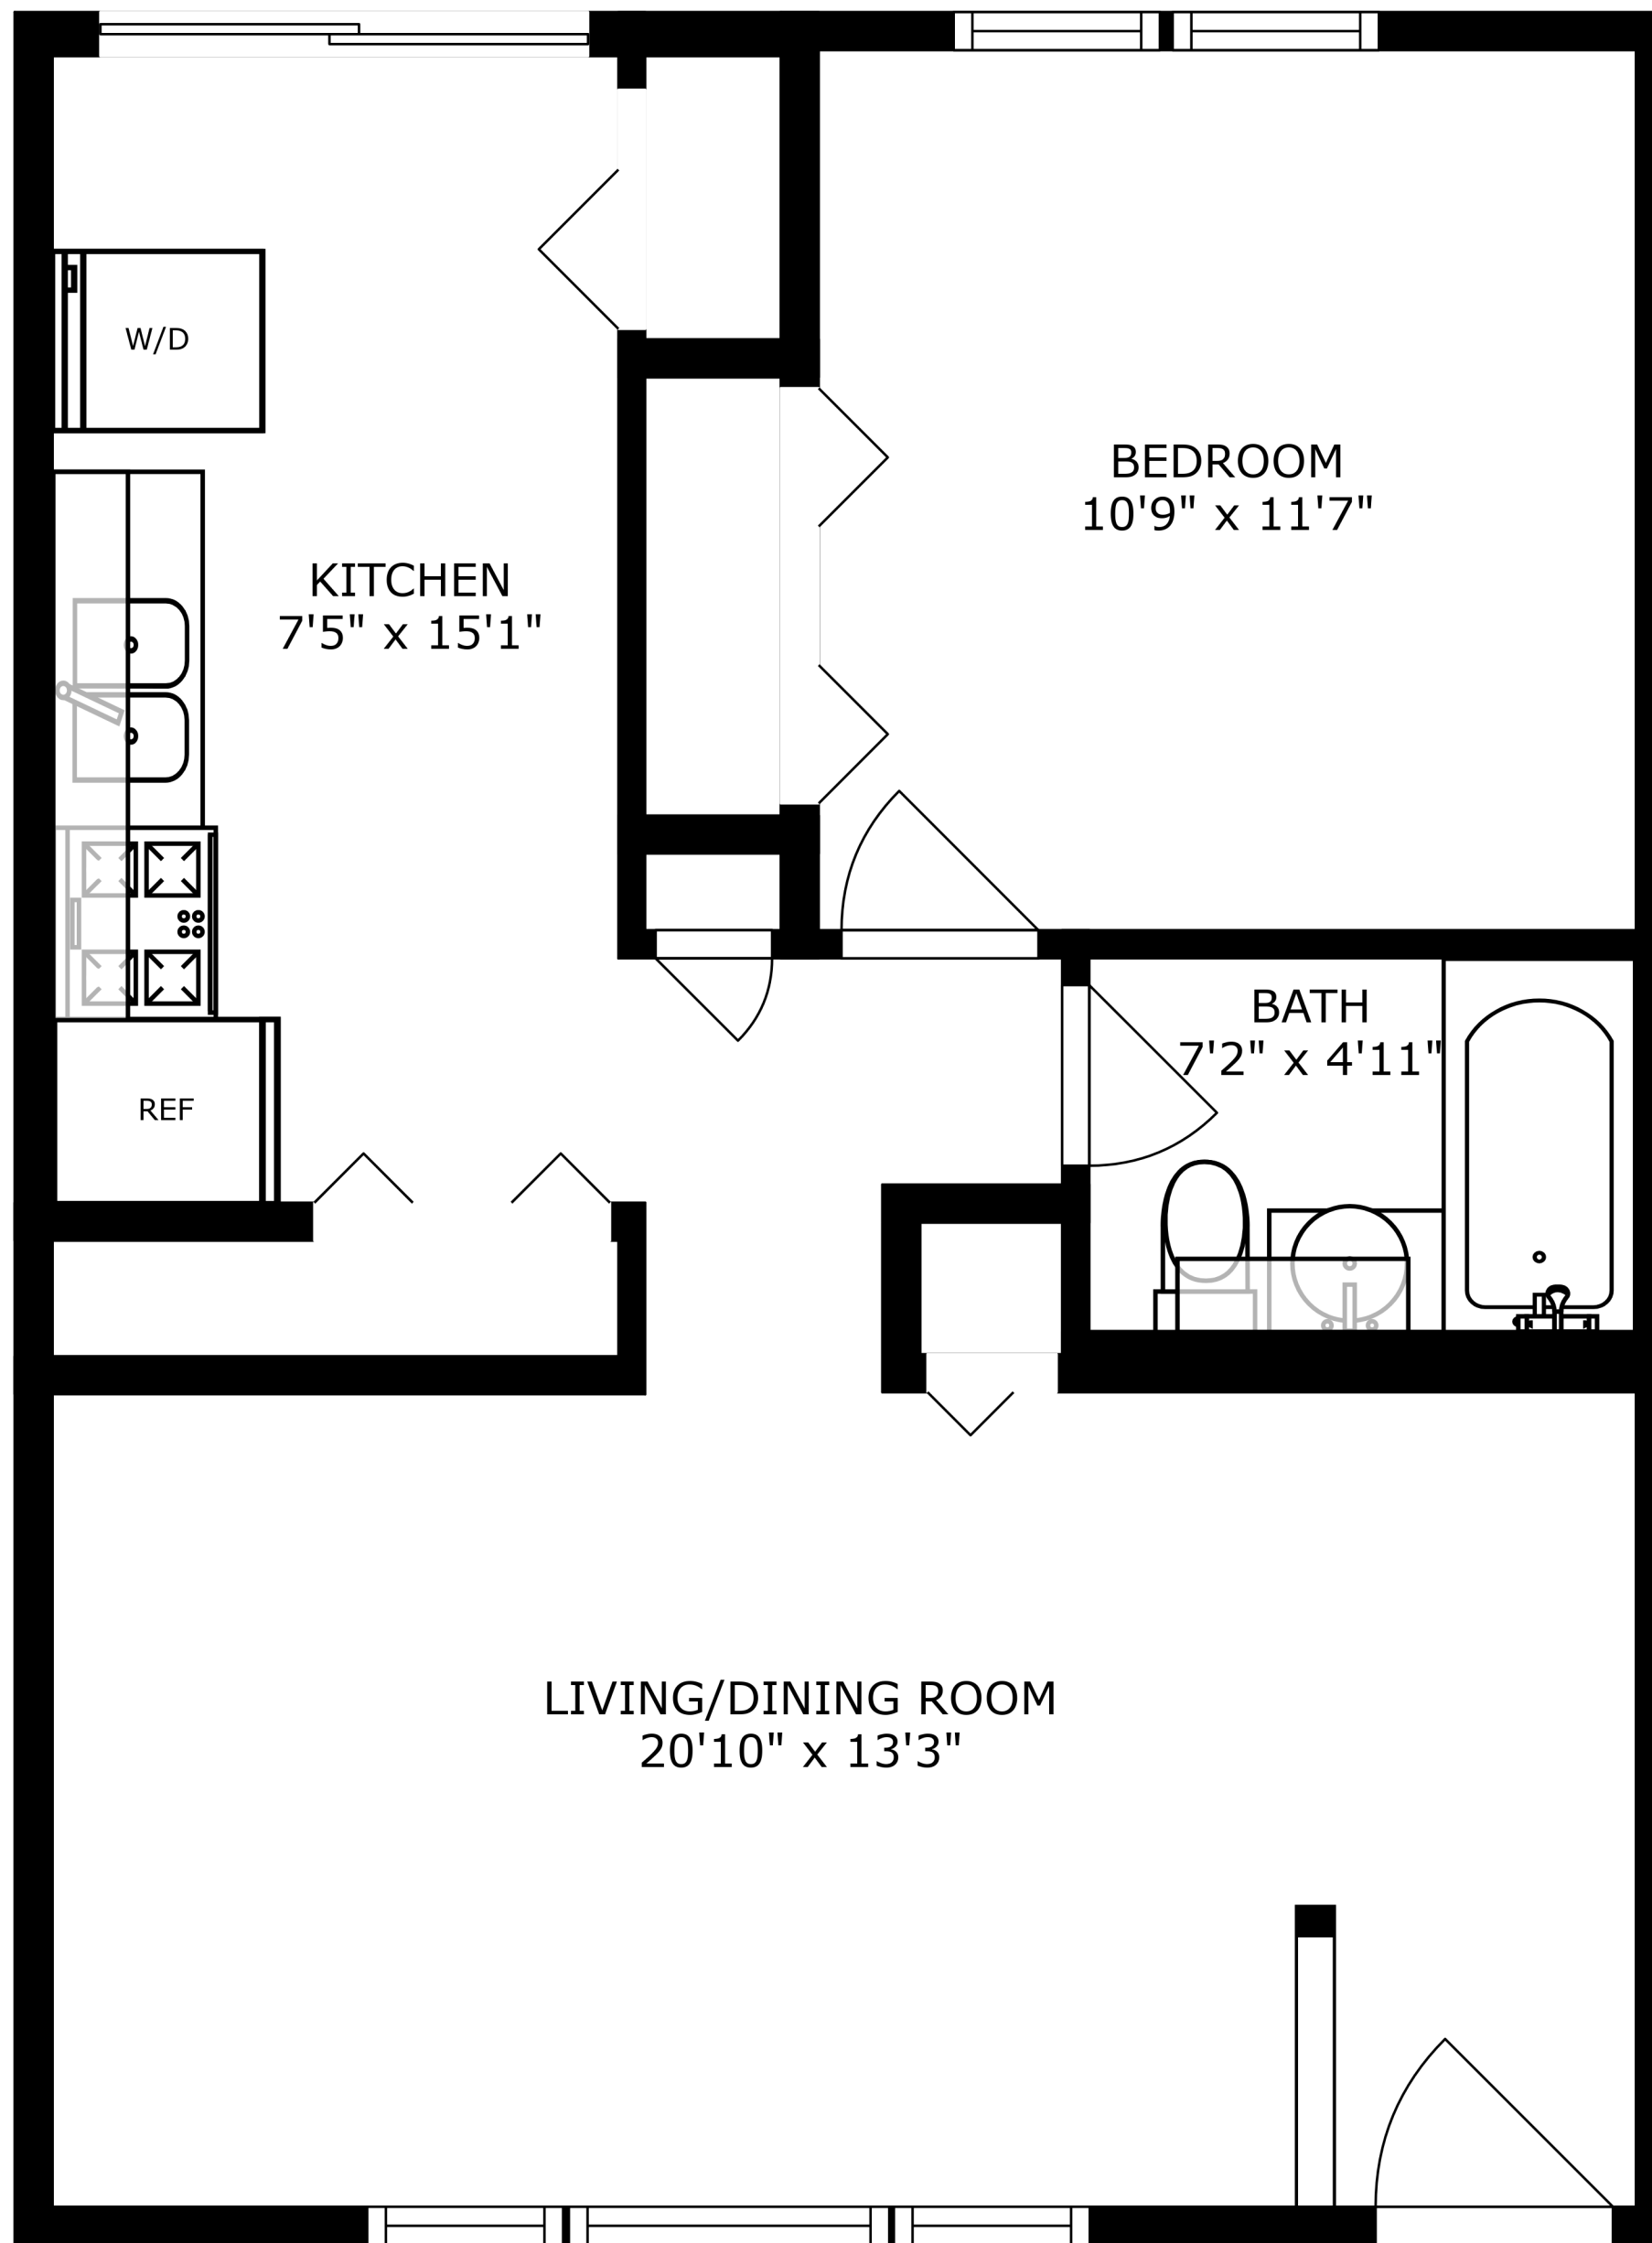 W/D
BEDROOM
10'9" x 11'7"
KITCHEN
7'5" x 15'1"
BATH
7'2" x 4'11"
REF
LIVING/DINING ROOM
20'10" x 13'3"